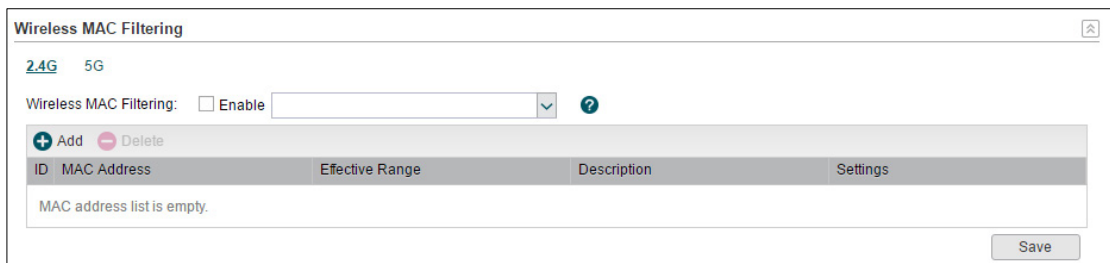 Wireless MAC Filtering
2.4G 5G
Wireless MAC Filtering: Enable ?
Add Delete
ID MAC Address Effective Range Description Settings
MAC address list is empty.
Save